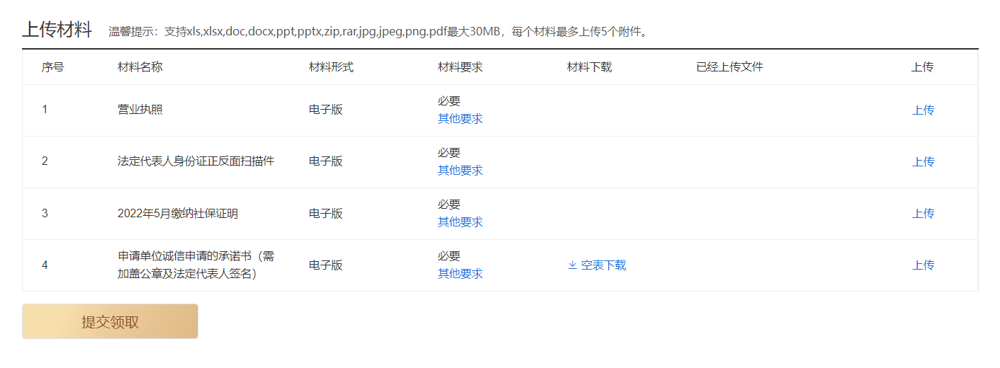 上传材料 温馨提示：支持xls,xlsx,doc,docx,ppt,pptx,zip,rar,jpg,jpeg,png.pdf最大30MB，每个材料最多上传5个附件。
序号 材料名称 材料形式 材料要求 材料下载 已经上传文件 上传
1 营业执照 电子版 必要 上传
其他要求
2 法定代表人身份证正反面扫描件 电子版 必要 上传
其他要求
3 2022年5月缴纳社保证明 电子版 必要 上传
其他要求
4 申请单位诚信申请的承诺书（需 电子版 必要 空表下载 上传
加盖公章及法定代表人签名） 其他要求
提交领取